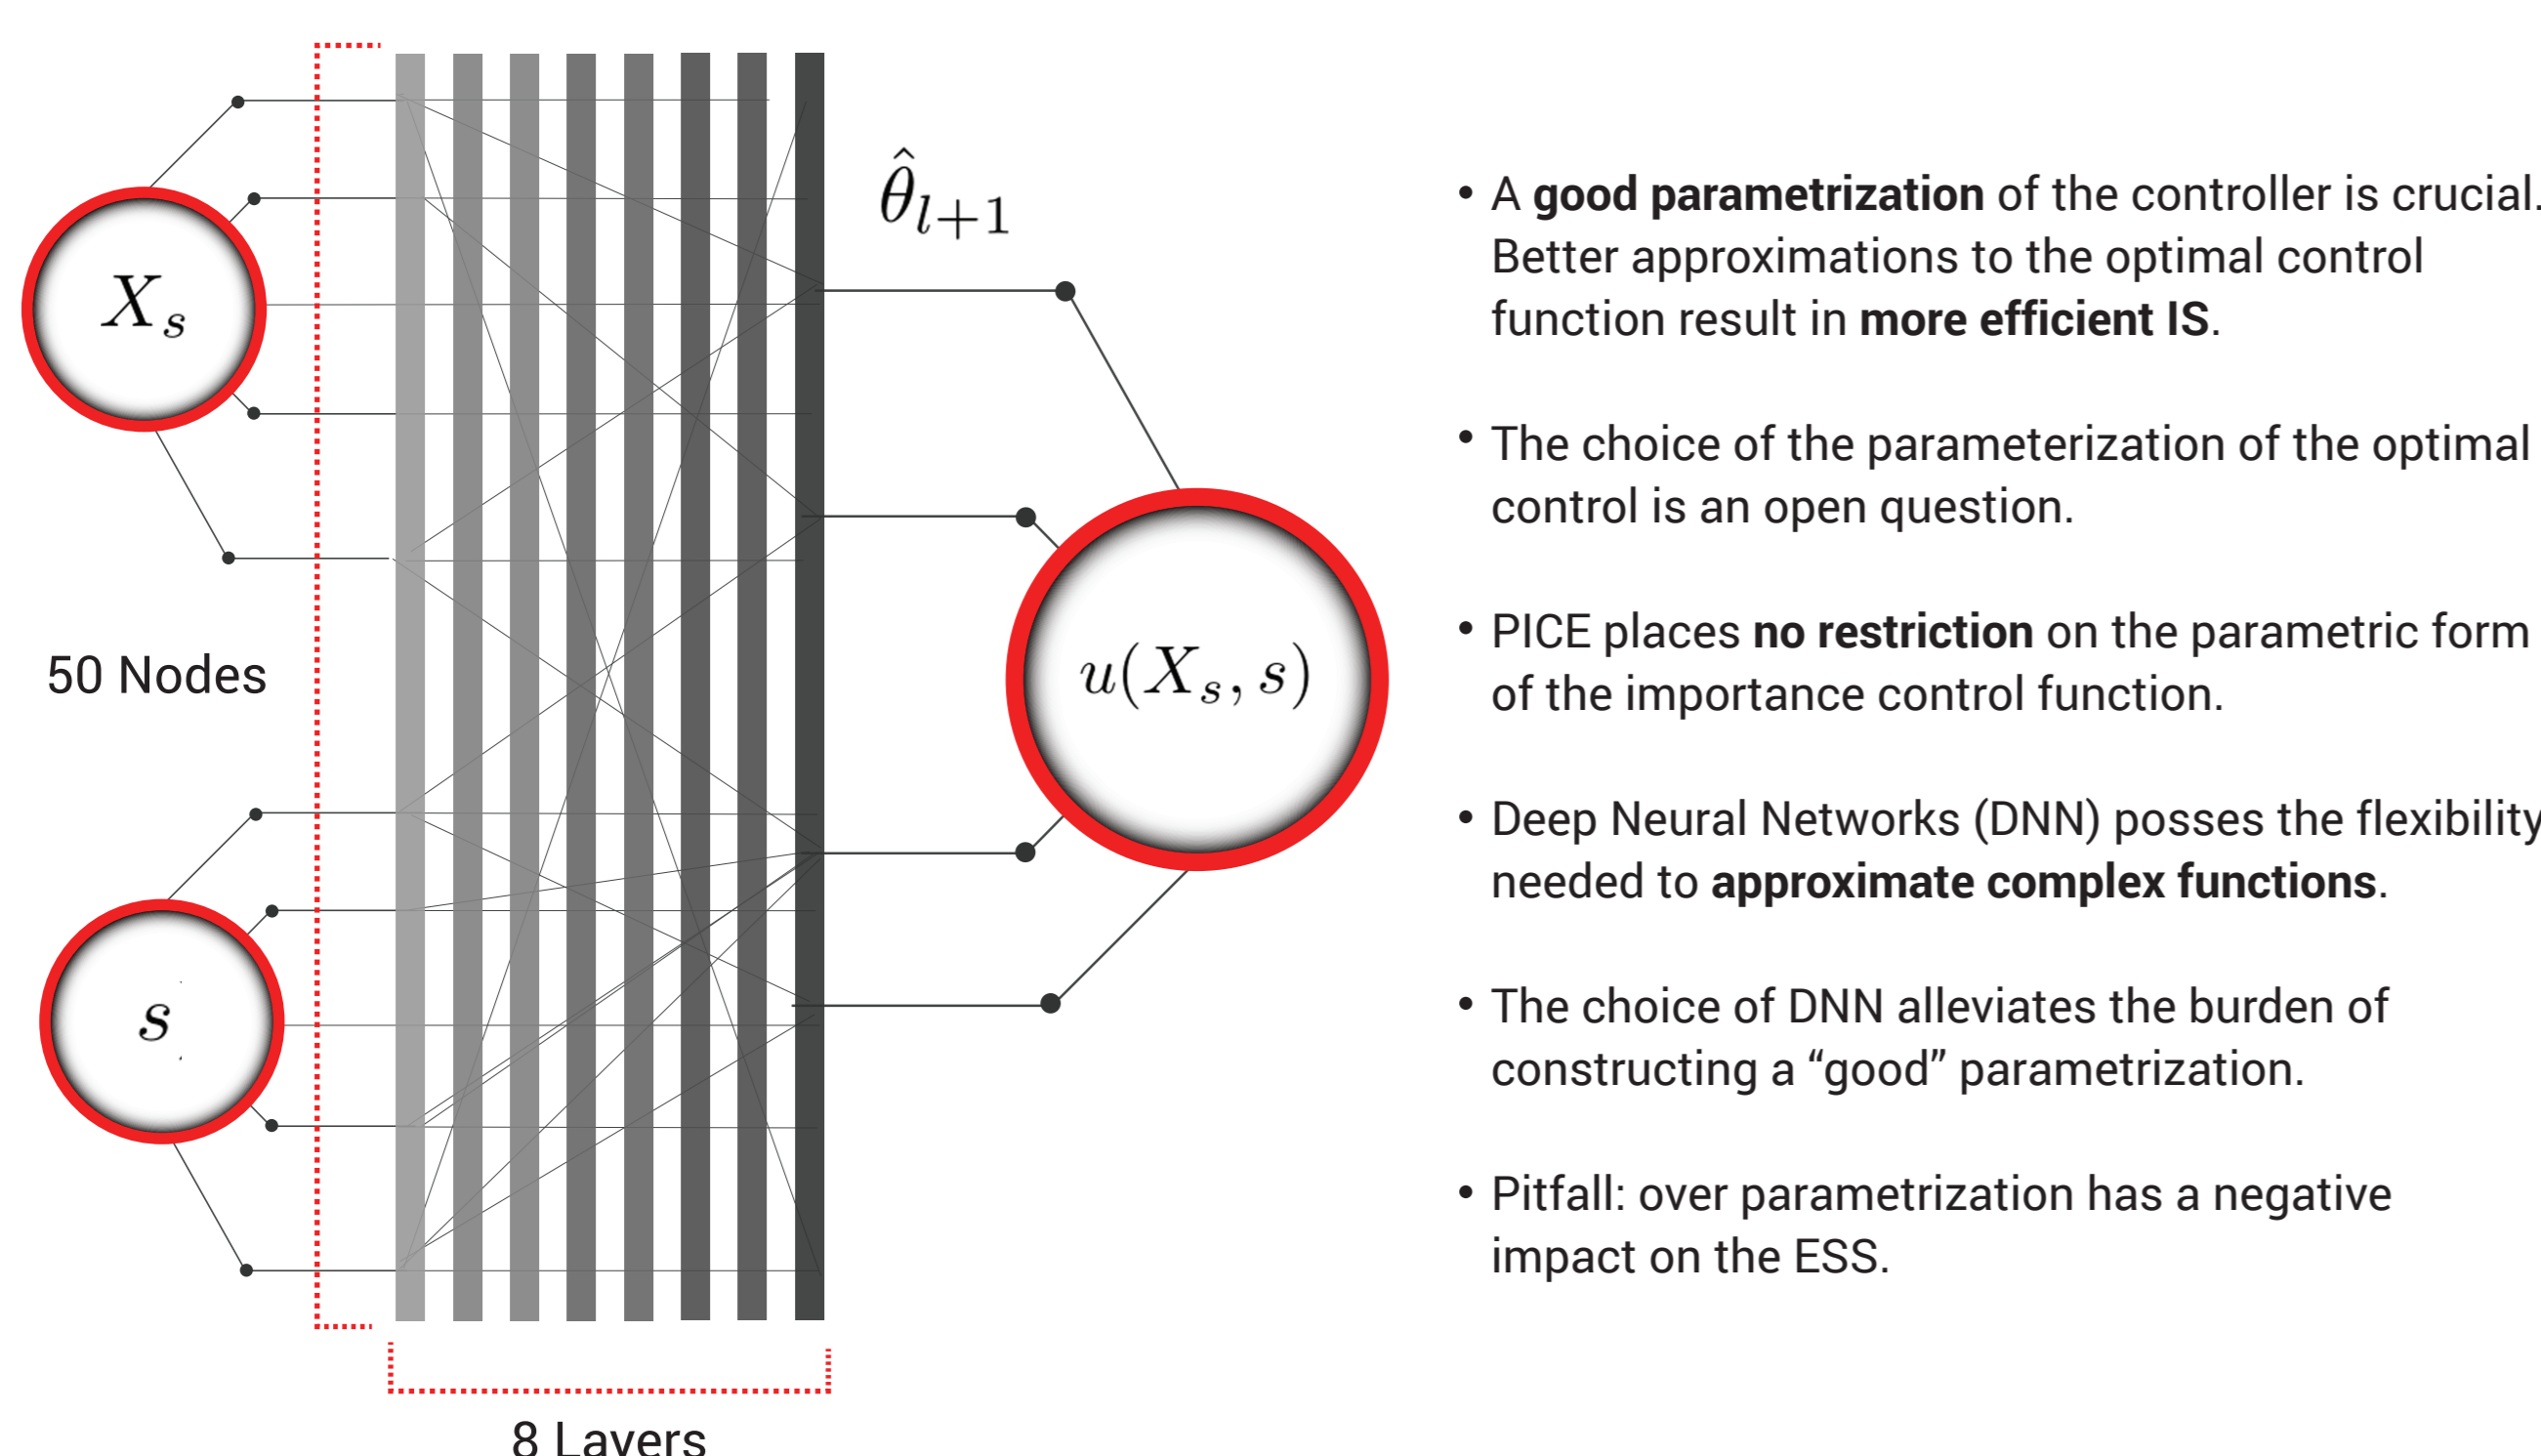 X_s
50 Nodes
s
8 Layers
\hat{θ}_{l+1}
u(X_s, s)
• A good parametrization of the controller is crucial.
Better approximations to the optimal control
function result in more efficient IS.
• The choice of the parameterization of the optimal
control is an open question.
• PICE places no restriction on the parametric form
of the importance control function.
• Deep Neural Networks (DNN) posses the flexibility
needed to approximate complex functions.
• The choice of DNN alleviates the burden of
constructing a “good” parametrization.
• Pitfall: over parametrization has a negative
impact on the ESS.